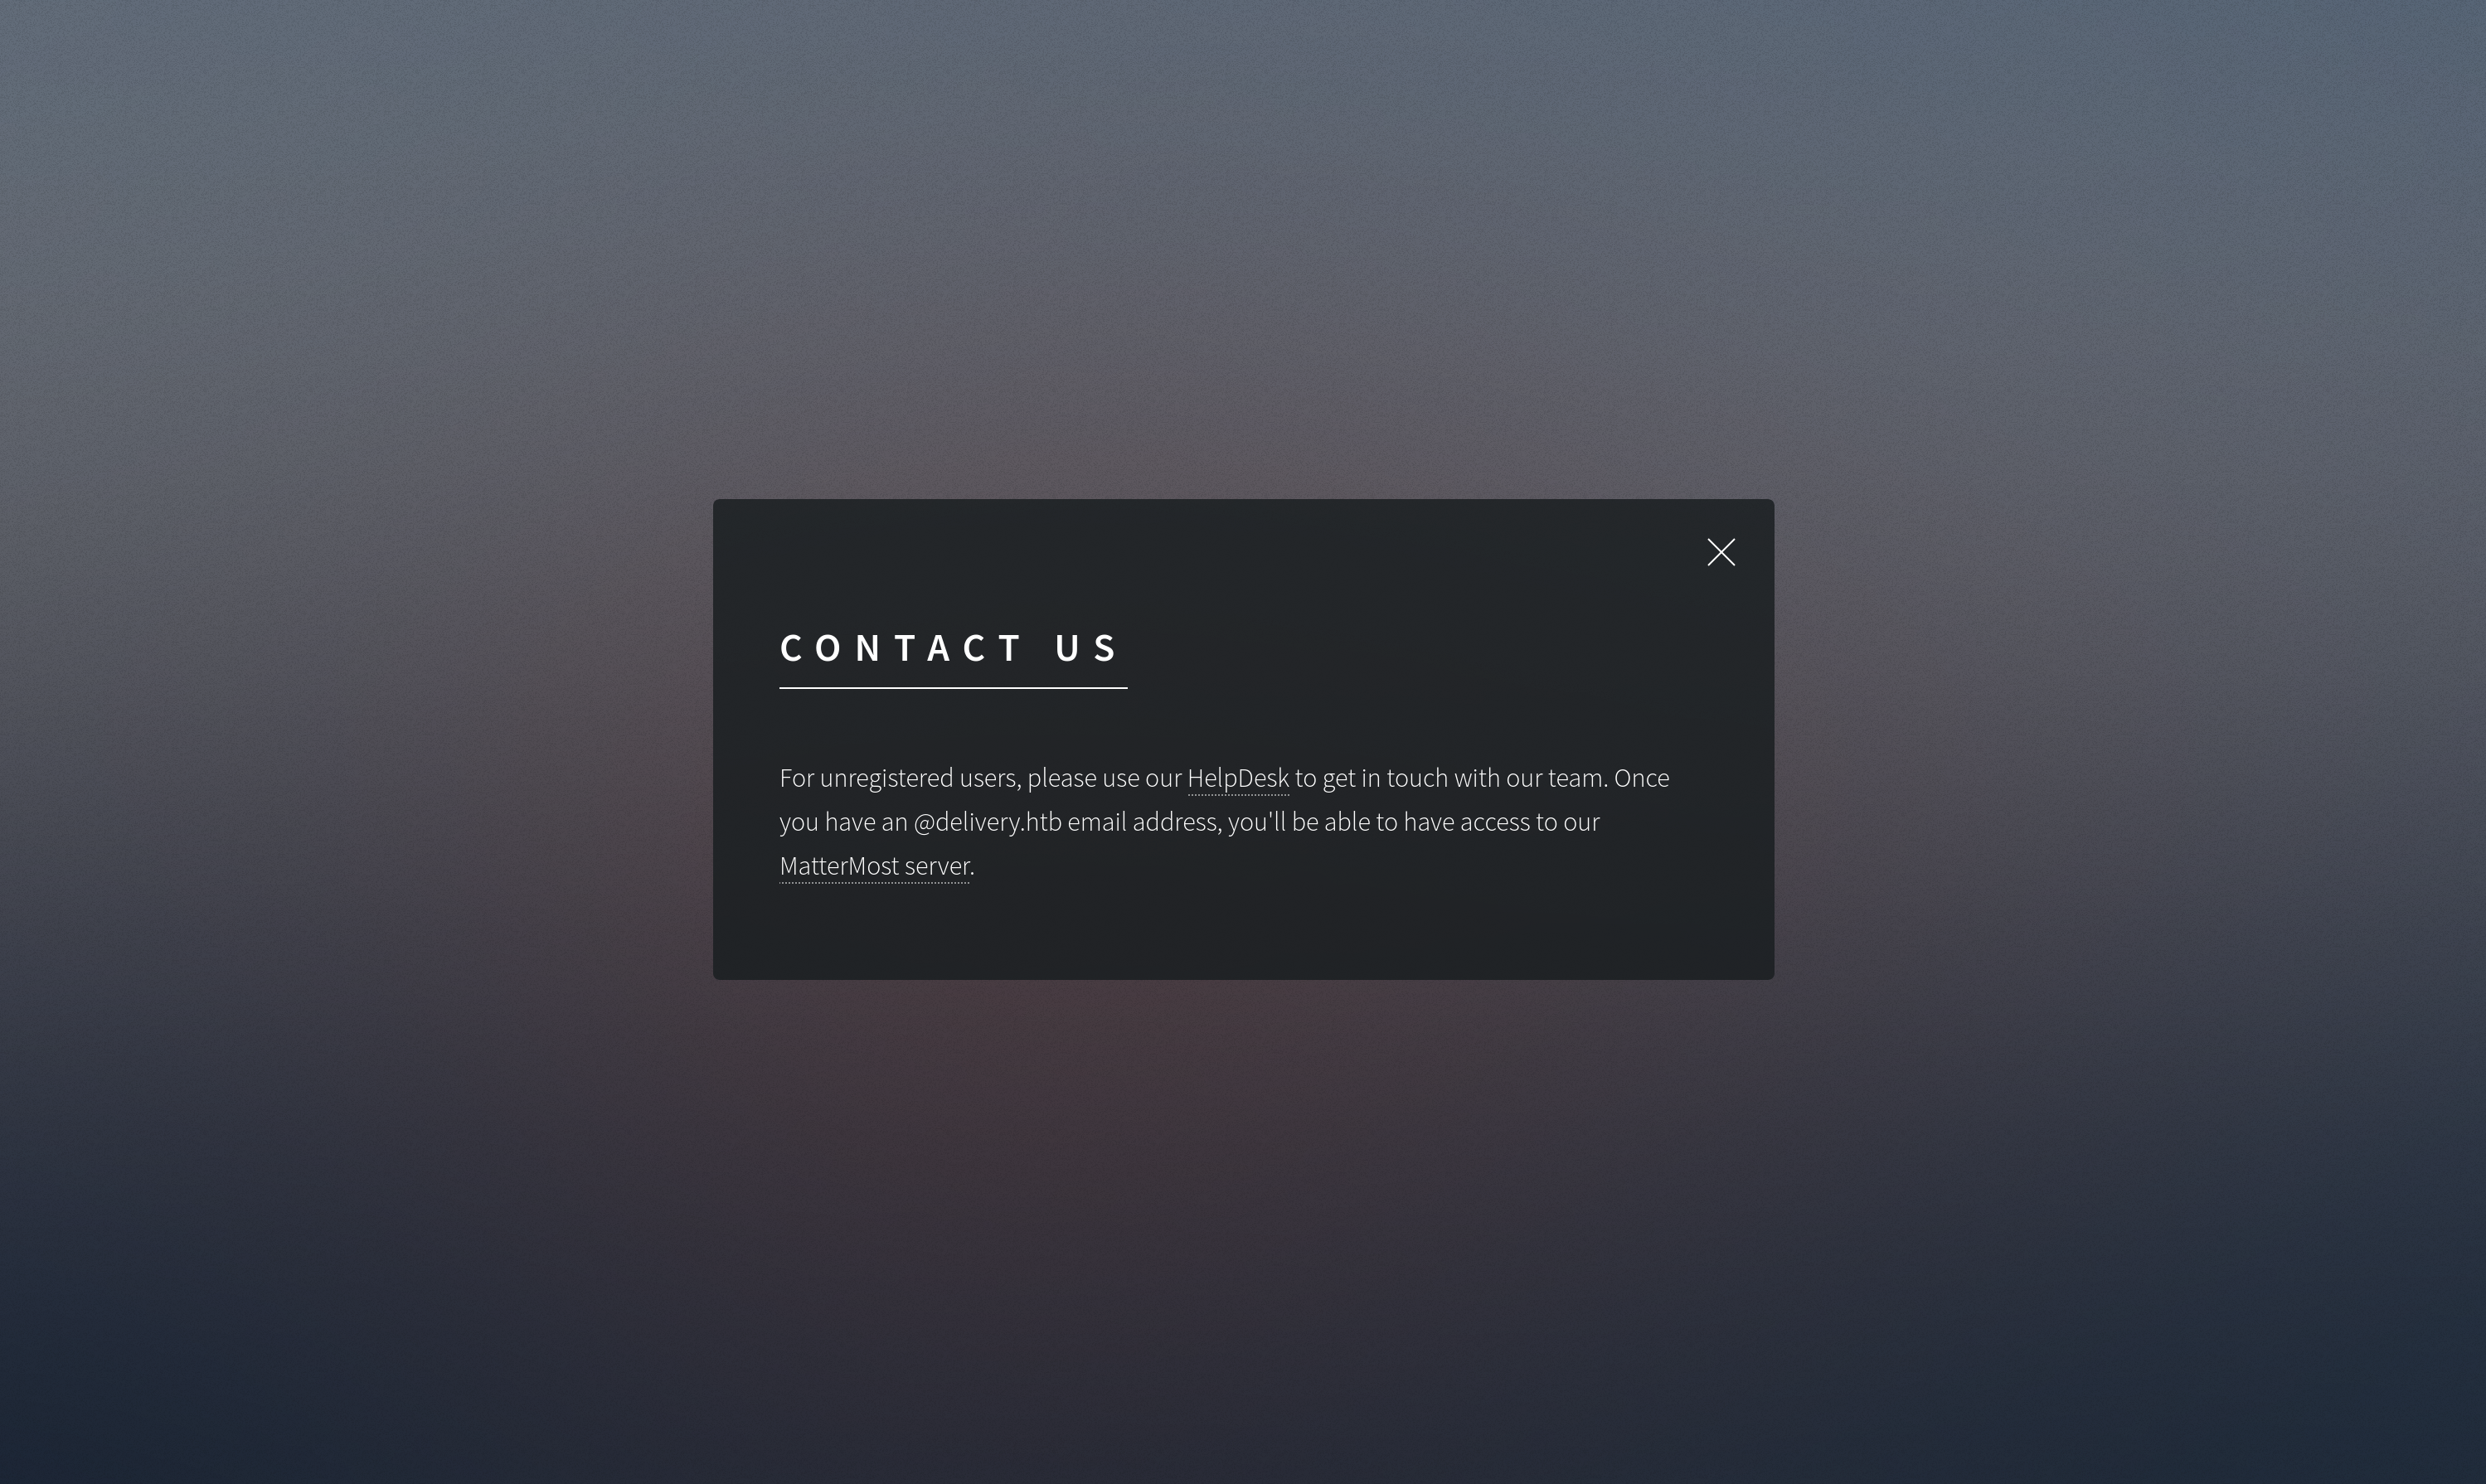 CONTACT US
For unregistered users, please use our HelpDesk to get in touch with our team. Once
you have an @delivery.htb email address, you'll be able to have access to our
MatterMost server.